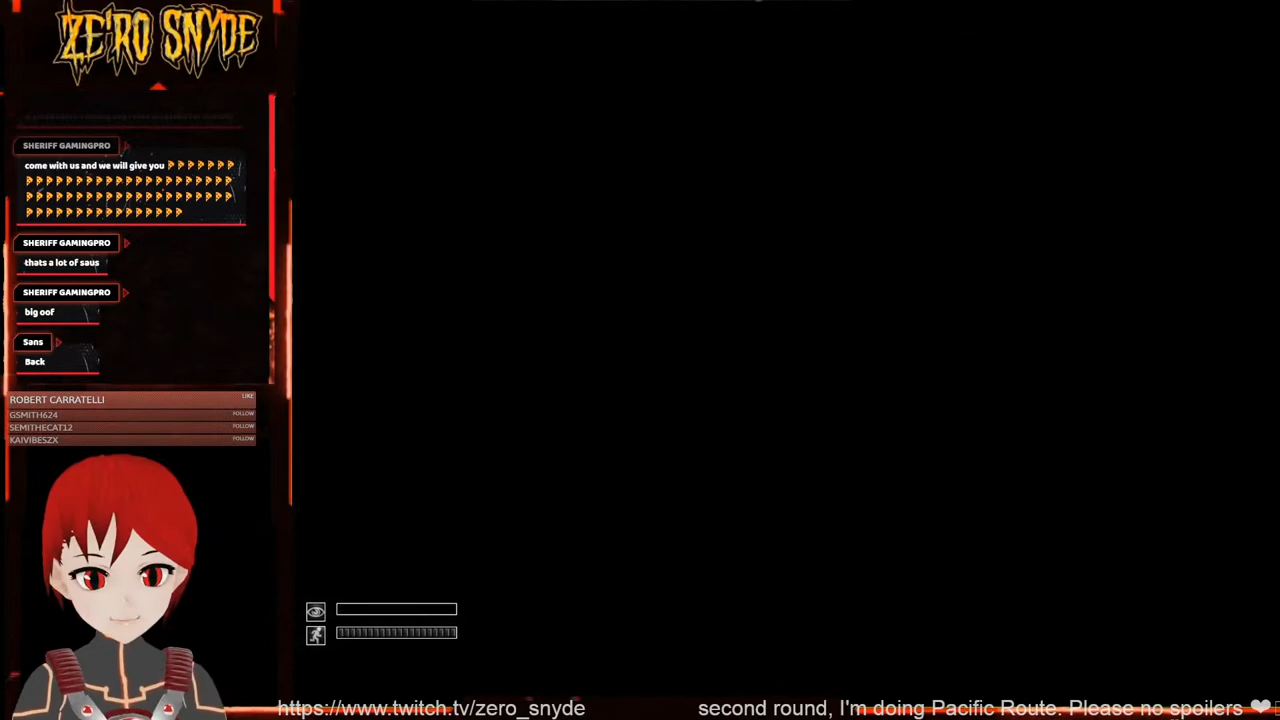 ZE'RO SNYDE
SHERIFF GAMINGPRO
come with us and we will give you
SHERIFF GAMINGPRO
thats a lot of saus
SHERIFF GAMINGPRO
big oof
Sans
Back
ROBERT CARRATELLI LIKE
GSMITH624 FOLLOW
SEMITHECAT12 FOLLOW
KAIVIBESZX FOLLOW
https://www.twitch.tv/zero_snyde second round, I'm doing Pacific Route. Please no spoilers ❤